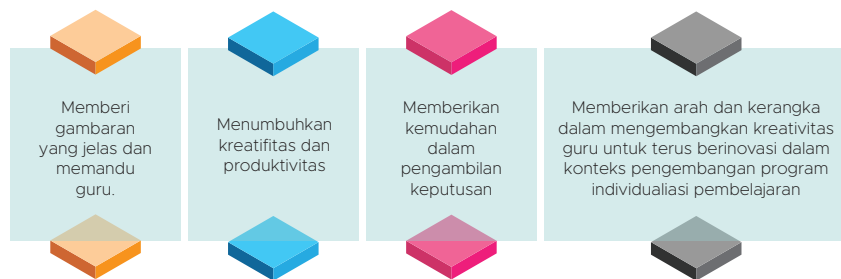 Memberi
gambaran
yang jelas dan
memandu
guru.
Menumbuhkan
kreatifitas dan
produktivitas
Memberikan
kemudahan
dalam
pengambilan
keputusan
Memberikan arah dan kerangka
dalam mengembangkan kreativitas
guru untuk terus berinovasi dalam
konteks pengembangan program
individualiasi pembelajaran